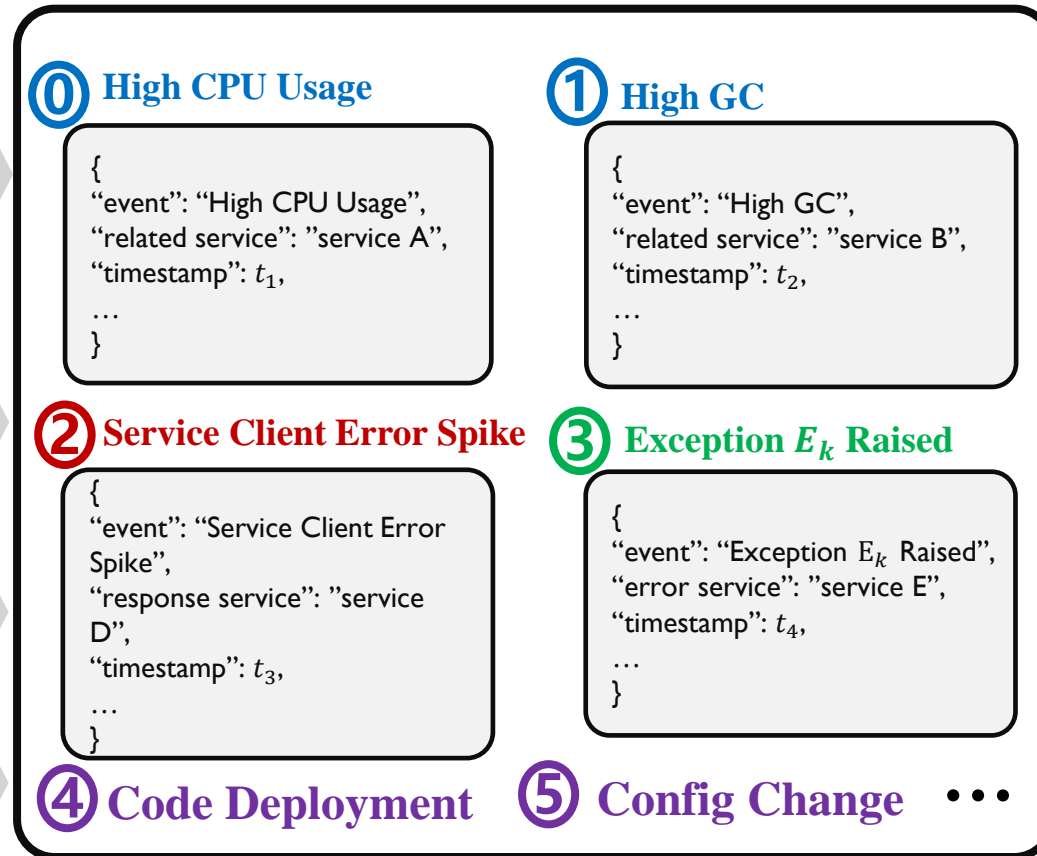 0 High CPU Usage
{
“event”: “High CPU Usage”,
“related service”: ”service A”,
“timestamp”: t₁,
…
}
1 High GC
{
“event”: “High GC”,
“related service”: ”service B”,
“timestamp”: t₂,
…
}
2 Service Client Error Spike
{
“event”: “Service Client Error
Spike”,
“response service”: ”service
D”,
“timestamp”: t₃,
…
}
3 Exception Eₖ Raised
{
“event”: “Exception Eₖ Raised”,
“error service”: ”service E”,
“timestamp”: t₄,
…
}
4 Code Deployment
5 Config Change •••